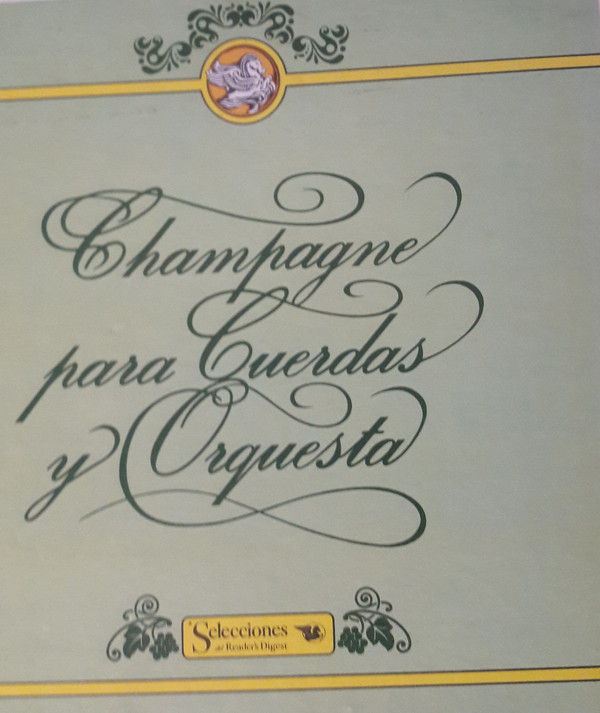 Champagne
para Cuerdas
y Orquesta
Selecciones
del Reader's Digest